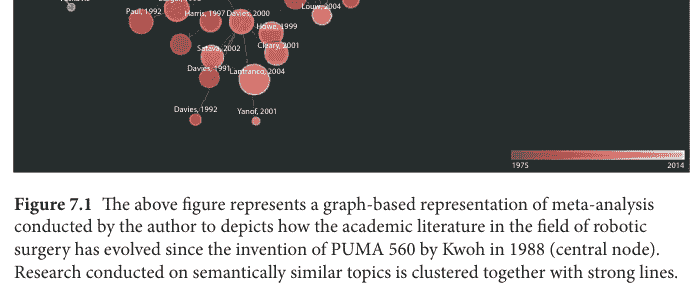 Paul, 1992
Harris, 1997
Davies, 2000
Louw, 2004
Howe, 1999
Satava, 2002
Cleary, 2001
Davies, 1991
Lanfranco, 2004
Davies, 1992
Yanof, 2001
1975
2014
Figure 7.1 The above figure represents a graph-based representation of meta-analysis
conducted by the author to depicts how the academic literature in the field of robotic
surgery has evolved since the invention of PUMA 560 by Kwoh in 1988 (central node).
Research conducted on semantically similar topics is clustered together with strong lines.